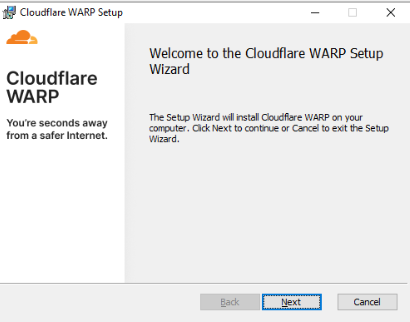 Cloudflare WARP Setup
Cloudflare
WARP
You're seconds away
from a safer Internet.
Welcome to the Cloudflare WARP Setup
Wizard
The Setup Wizard will install Cloudflare WARP on your
computer. Click Next to continue or Cancel to exit the Setup
Wizard.
Back
Next
Cancel